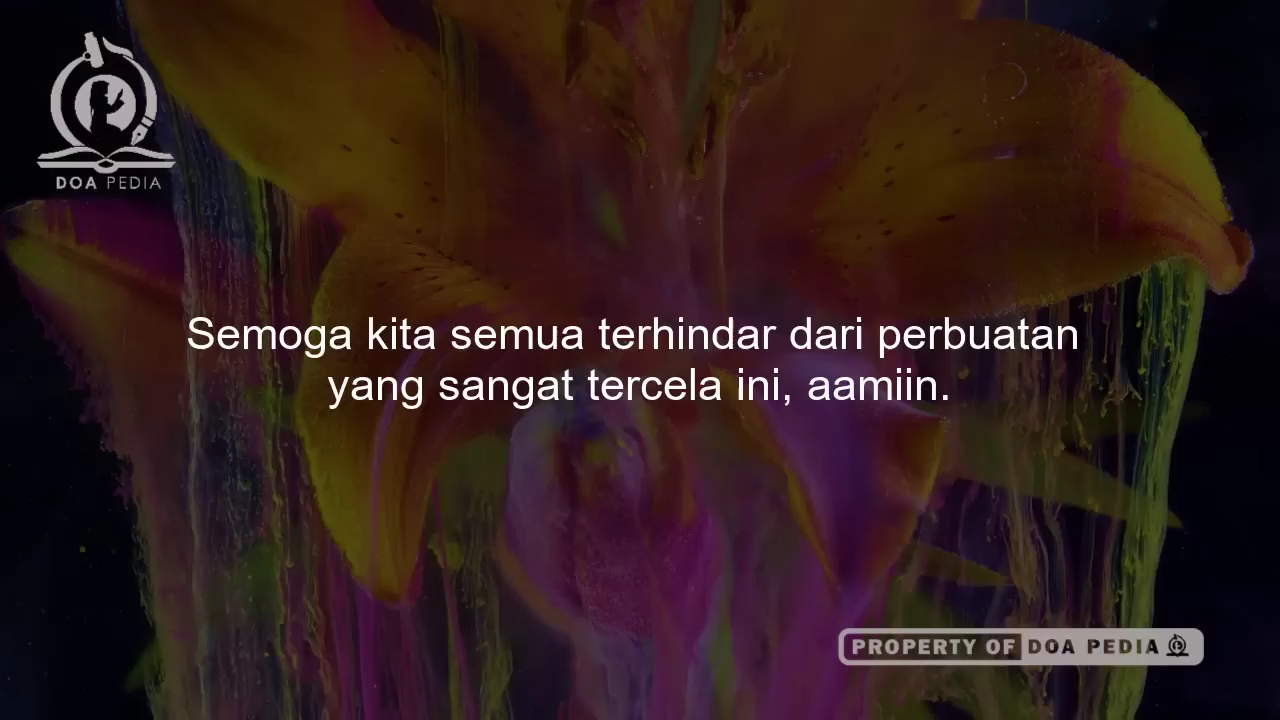 DOA PEDIA
Semoga kita semua terhindar dari perbuatan
yang sangat tercela ini, aamiin.
PROPERTY OF DOA PEDIA